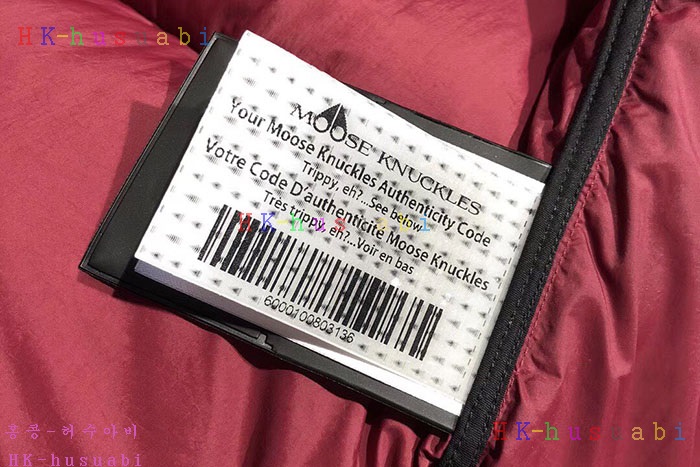 HK-husuabi
MOOSE KNUCKLES
Your Moose Knuckles Authenticity Code
Trippy, eh?...See below
Votre Code D'authenticité Moose Knuckles
HK-husuabi
Très trippy, eh?...Voir en bas
6000100803136
홍콩-허수아비
HK-husuabi
HK-husuabi